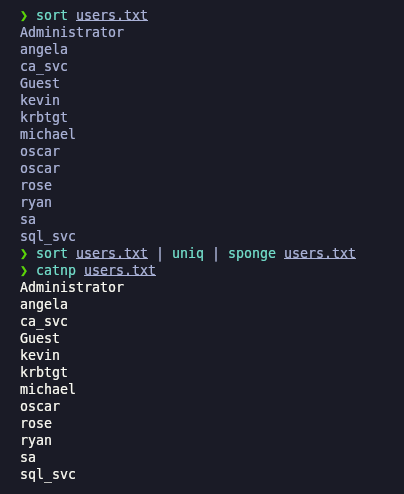 ❯ sort users.txt
Administrator
angela
ca_svc
Guest
kevin
krbtgt
michael
oscar
oscar
rose
ryan
sa
sql_svc
❯ sort users.txt | uniq | sponge users.txt
❯ catnp users.txt
Administrator
angela
ca_svc
Guest
kevin
krbtgt
michael
oscar
rose
ryan
sa
sql_svc